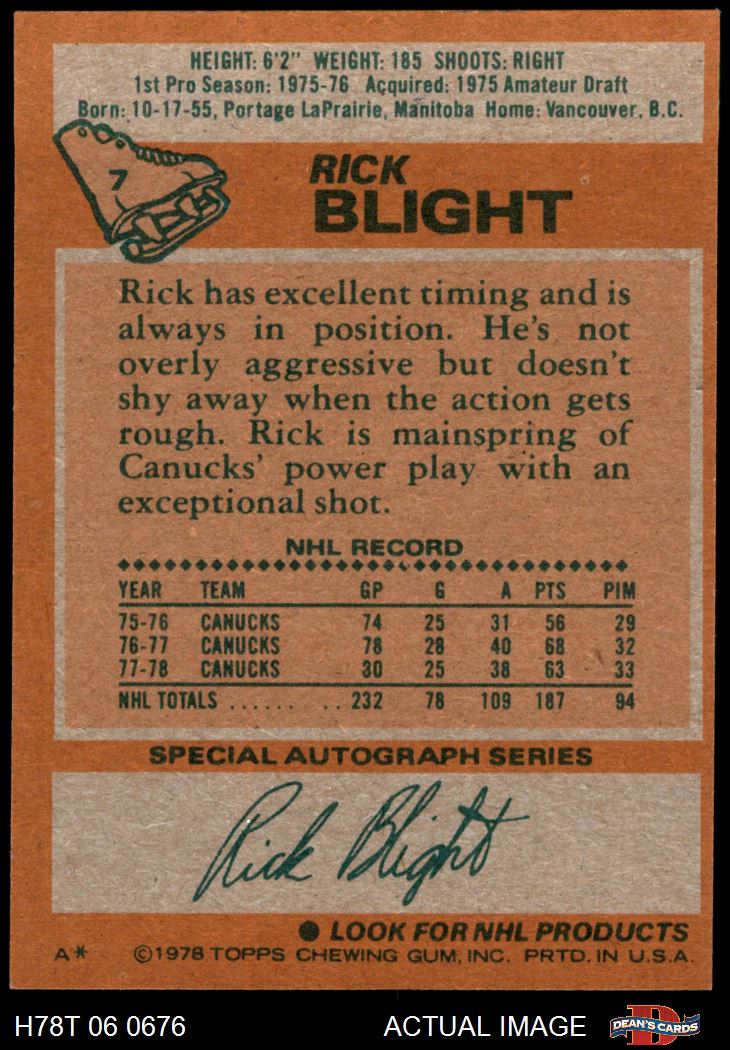 HEIGHT: 6'2" WEIGHT: 185 SHOOTS: RIGHT
1st Pro Season: 1975-76 Acquired: 1975 Amateur Draft
Born: 10-17-55, Portage LaPrairie, Manitoba Home: Vancouver, B.C.
7
RICK
BLIGHT
Rick has excellent timing and is
always in position. He's not
overly aggressive but doesn't
shy away when the action gets
rough. Rick is mainspring of
Canucks' power play with an
exceptional shot.
NHL RECORD
YEAR TEAM GP G A PTS PIM
75-76 CANUCKS 74 25 31 56 29
76-77 CANUCKS 78 28 40 68 32
77-78 CANUCKS 80 25 38 63 33
NHL TOTALS ...... .. 232 78 109 187 94
SPECIAL AUTOGRAPH SERIES
Rick Blight
● LOOK FOR NHL PRODUCTS
A* ©1978 TOPPS CHEWING GUM, INC. PRTD. IN U.S.A.
H78T 06 0676 ACTUAL IMAGE D DEAN'S CARDS